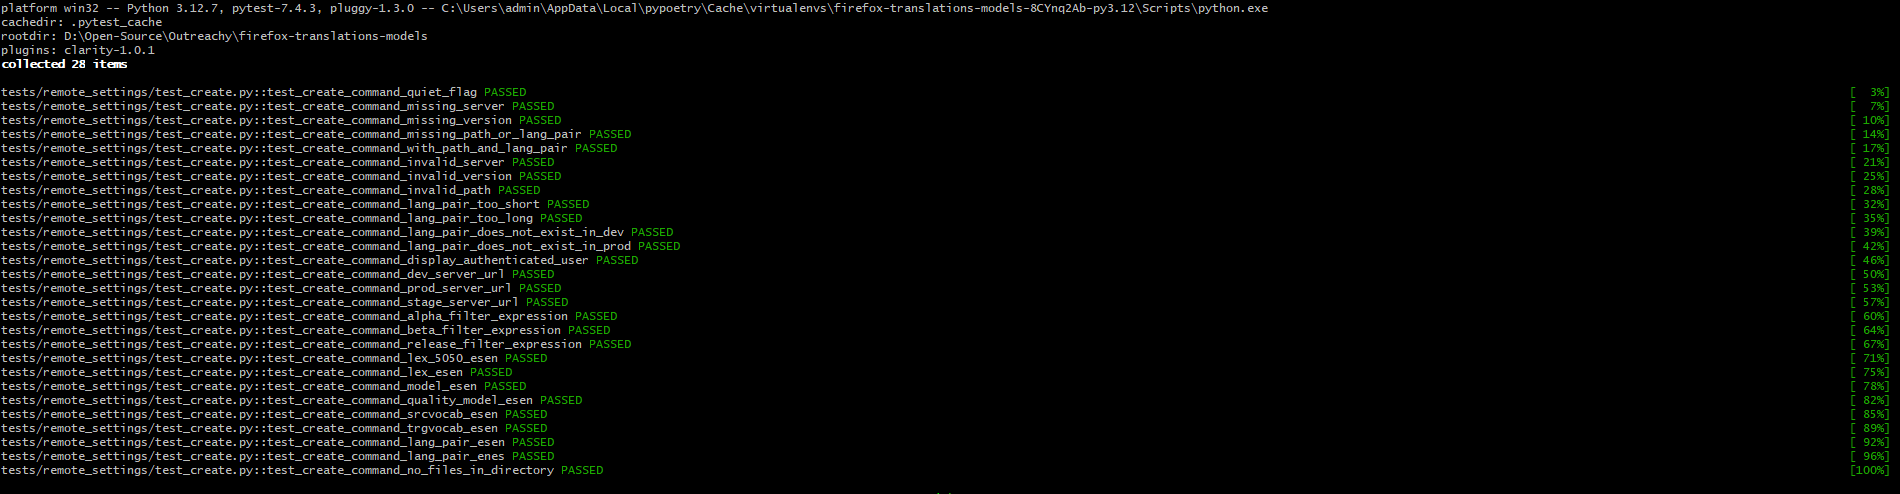 platform win32 -- Python 3.12.7, pytest-7.4.3, pluggy-1.3.0 -- C:\Users\admin\AppData\Local\pypoetry\Cache\virtualenvs\firefox-translations-models-8CYnq2Ab-py3.12\Scripts\python.exe
cachedir: .pytest_cache
rootdir: D:\Open-Source\Outreachy\firefox-translations-models
plugins: clarity-1.0.1
collected 28 items
tests/remote_settings/test_create.py::test_create_command_quiet_flag PASSED [  3%]
tests/remote_settings/test_create.py::test_create_command_missing_server PASSED [  7%]
tests/remote_settings/test_create.py::test_create_command_missing_version PASSED [ 10%]
tests/remote_settings/test_create.py::test_create_command_missing_path_or_lang_pair PASSED [ 14%]
tests/remote_settings/test_create.py::test_create_command_with_path_and_lang_pair PASSED [ 17%]
tests/remote_settings/test_create.py::test_create_command_invalid_server PASSED [ 21%]
tests/remote_settings/test_create.py::test_create_command_invalid_version PASSED [ 25%]
tests/remote_settings/test_create.py::test_create_command_invalid_path PASSED [ 28%]
tests/remote_settings/test_create.py::test_create_command_lang_pair_too_short PASSED [ 32%]
tests/remote_settings/test_create.py::test_create_command_lang_pair_too_long PASSED [ 35%]
tests/remote_settings/test_create.py::test_create_command_lang_pair_does_not_exist_in_dev PASSED [ 39%]
tests/remote_settings/test_create.py::test_create_command_lang_pair_does_not_exist_in_prod PASSED [ 42%]
tests/remote_settings/test_create.py::test_create_command_display_authenticated_user PASSED [ 46%]
tests/remote_settings/test_create.py::test_create_command_dev_server_url PASSED [ 50%]
tests/remote_settings/test_create.py::test_create_command_prod_server_url PASSED [ 53%]
tests/remote_settings/test_create.py::test_create_command_stage_server_url PASSED [ 57%]
tests/remote_settings/test_create.py::test_create_command_alpha_filter_expression PASSED [ 60%]
tests/remote_settings/test_create.py::test_create_command_beta_filter_expression PASSED [ 64%]
tests/remote_settings/test_create.py::test_create_command_release_filter_expression PASSED [ 67%]
tests/remote_settings/test_create.py::test_create_command_lex_5050_esen PASSED [ 71%]
tests/remote_settings/test_create.py::test_create_command_lex_esen PASSED [ 75%]
tests/remote_settings/test_create.py::test_create_command_model_esen PASSED [ 78%]
tests/remote_settings/test_create.py::test_create_command_quality_model_esen PASSED [ 82%]
tests/remote_settings/test_create.py::test_create_command_srcvocab_esen PASSED [ 85%]
tests/remote_settings/test_create.py::test_create_command_trgvocab_esen PASSED [ 89%]
tests/remote_settings/test_create.py::test_create_command_lang_pair_esen PASSED [ 92%]
tests/remote_settings/test_create.py::test_create_command_lang_pair_enes PASSED [ 96%]
tests/remote_settings/test_create.py::test_create_command_no_files_in_directory PASSED [100%]